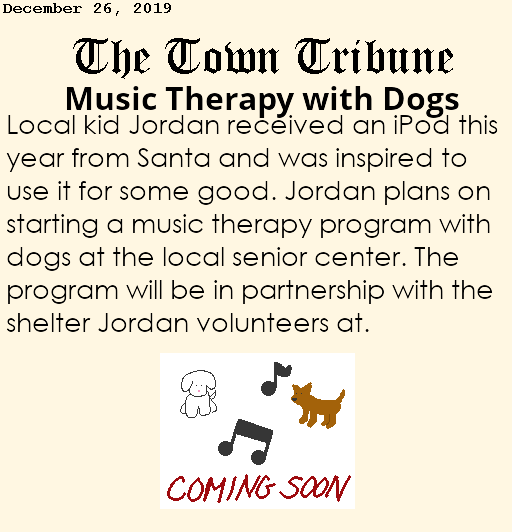 December 26, 2019
The Town Tribune
Music Therapy with Dogs
Local kid Jordan received an iPod this
year from Santa and was inspired to
use it for some good. Jordan plans on
starting a music therapy program with
dogs at the local senior center. The
program will be in partnership with the
shelter Jordan volunteers at.
COMING SOON